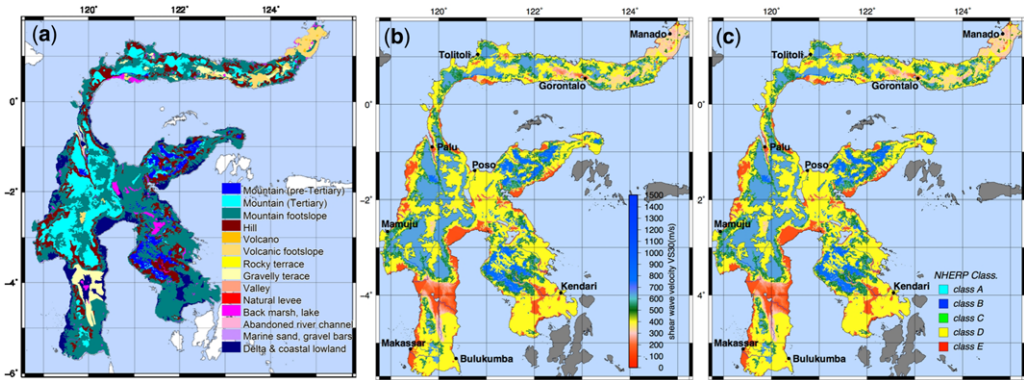 (a)
120˚ 122˚ 124˚
0˚
−2˚
−4˚
−6˚
Mountain (pre-Tertiary)
Mountain (Tertiary)
Mountain footslope
Hill
Volcano
Volcanic footslope
Rocky terrace
Gravelly terace
Valley
Natural levee
Back marsh, lake
Abandoned river channel
Marine sand, gravel bars
Delta & coastal lowland
(b)
120˚ 122˚ 124˚
0˚
−2˚
−4˚
Manado
Tolitoli
Gorontalo
Palu
Poso
Mamuju
Kendari
Makassar
Bulukumba
1500
1400
1300
1200
1100
1000
900
800
700
600
500
400
300
200
100
0
shear wave velocity VS30(m/s)
(c)
120˚ 122˚ 124˚
0˚
−2˚
−4˚
Manado
Tolitoli
Gorontalo
Palu
Poso
Mamuju
Kendari
Makassar
Bulukumba
NHERP Class.
class A
class B
class C
class D
class E